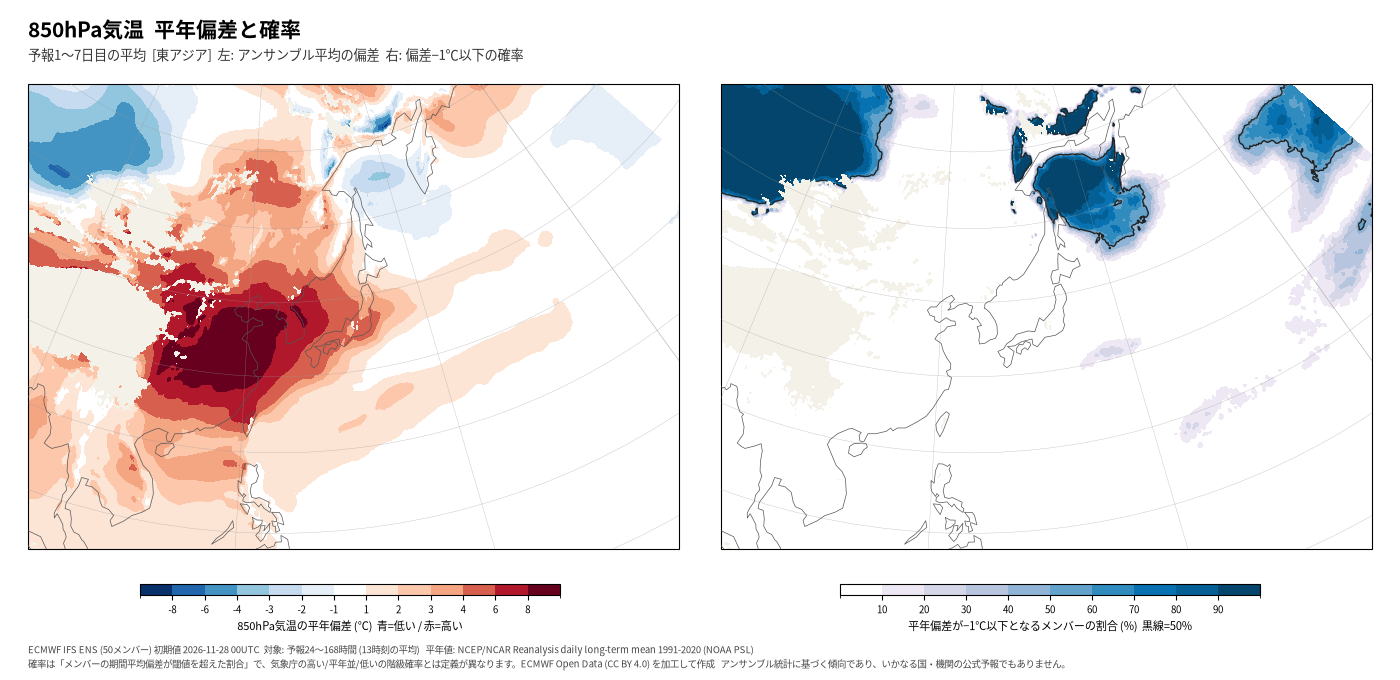 850hPa気温 平年偏差と確率
予報1〜7日目の平均 [東アジア] 左: アンサンブル平均の偏差 右: 偏差−1°C以下の確率
-8 -6 -4 -3 -2 -1 1 2 3 4 6 8
850hPa気温の平年偏差 (°C) 青=低い / 赤=高い
10 20 30 40 50 60 70 80 90
平年偏差が−1°C以下となるメンバーの割合 (%) 黒線=50%
ECMWF IFS ENS (50メンバー) 初期値 2026-11-28 00UTC 対象: 予報24〜168時間 (13時刻の平均) 平年値: NCEP/NCAR Reanalysis daily long-term mean 1991-2020 (NOAA PSL)
確率は「メンバーの期間平均偏差が閾値を超えた割合」で、気象庁の高い/平年並/低いの階級確率とは定義が異なります。ECMWF Open Data (CC BY 4.0) を加工して作成 アンサンブル統計に基づく傾向であり、いかなる国・機関の公式予報でもありません。